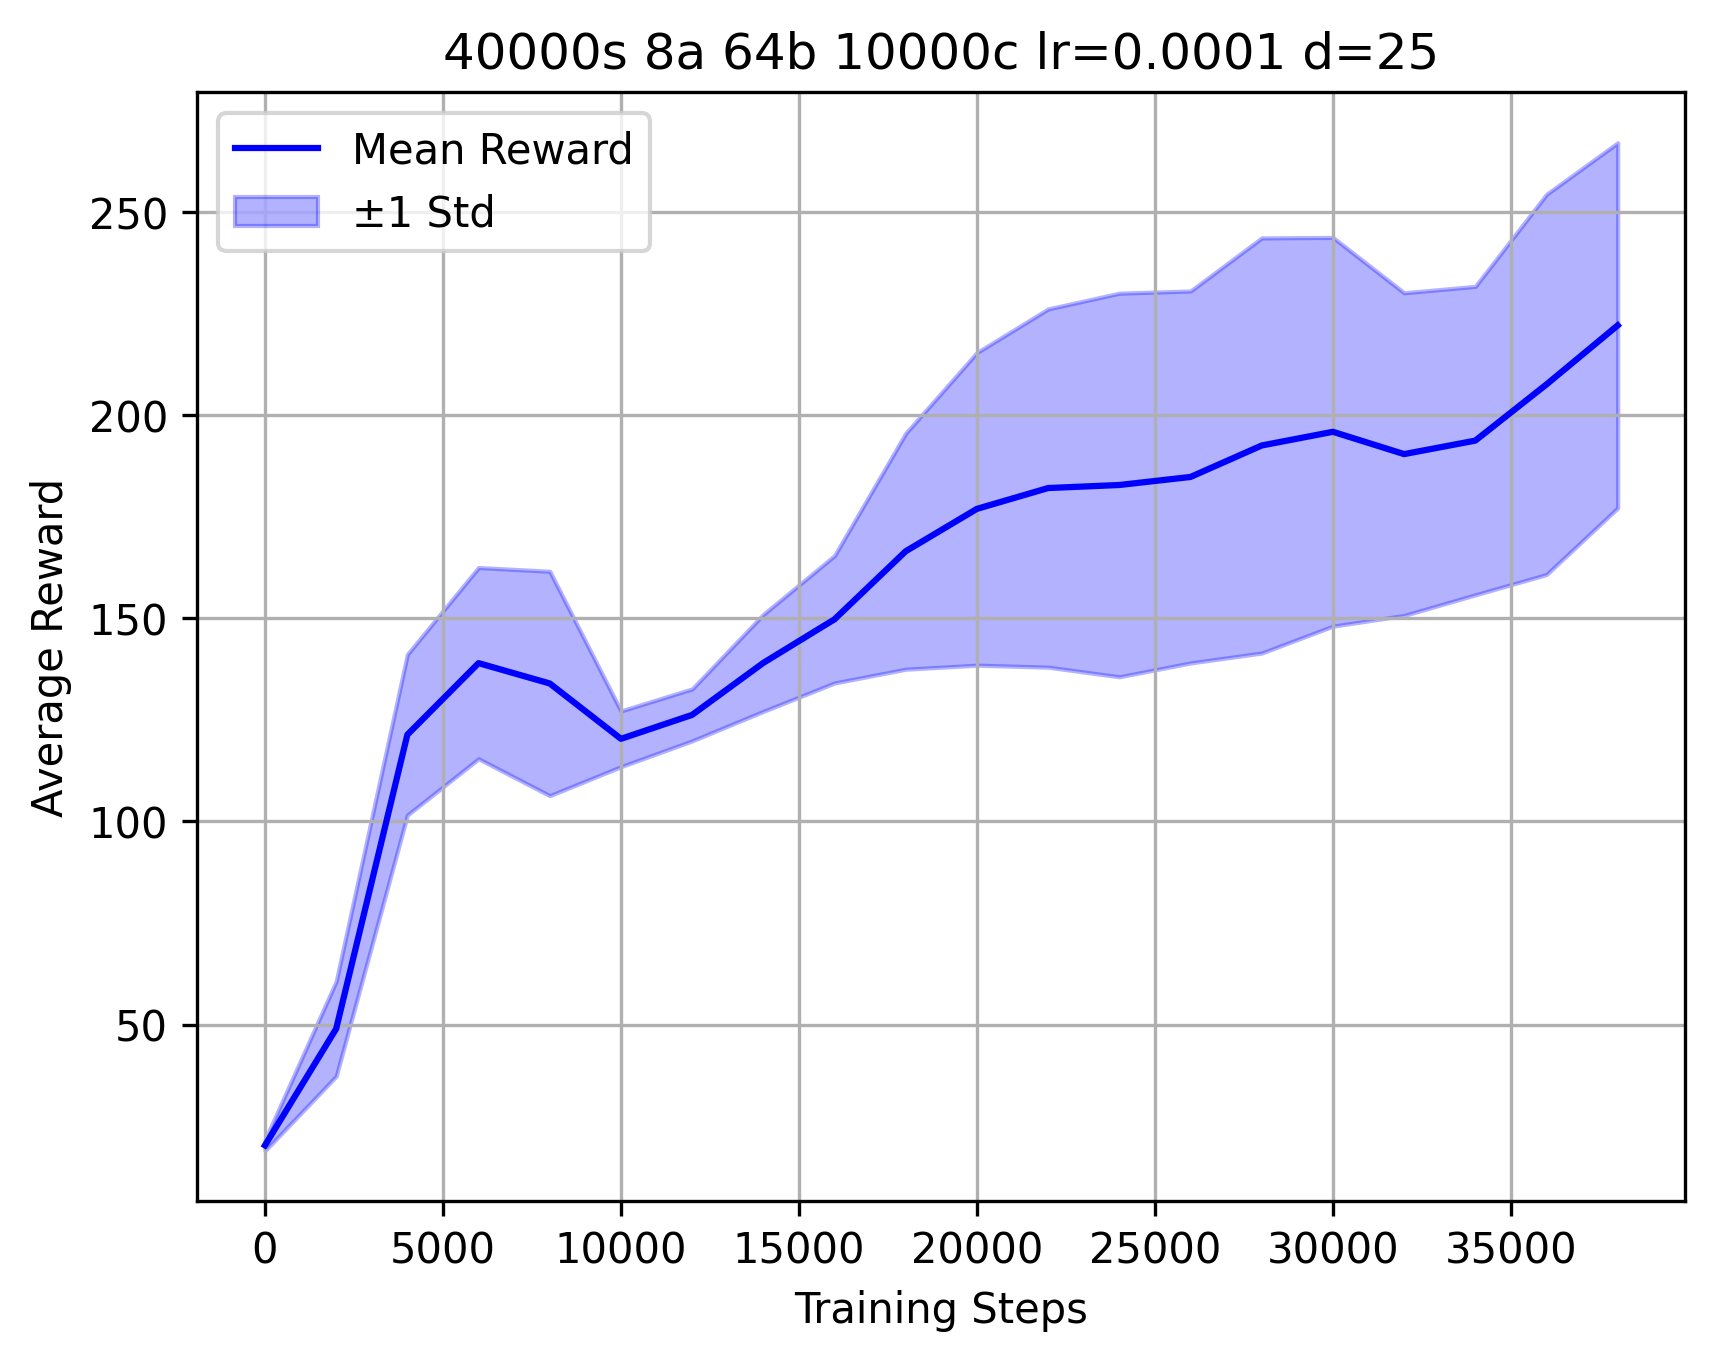 40000s 8a 64b 10000c lr=0.0001 d=25
Mean Reward
±1 Std
250
200
150
100
50
Average Reward
0 5000 10000 15000 20000 25000 30000 35000
Training Steps